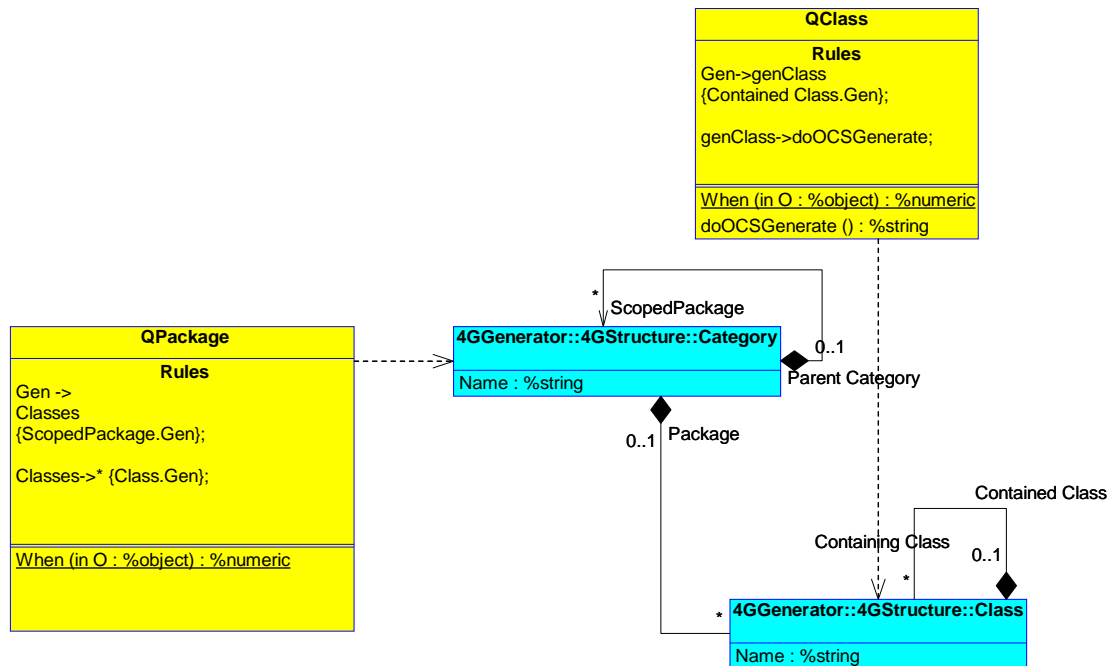 QClass
Rules
Gen->genClass
{Contained Class.Gen};
genClass->doOCSGenerate;
When (in O : %object) : %numeric
doOCSGenerate () : %string
*
ScopedPackage
QPackage
Rules
Gen ->
Classes
{ScopedPackage.Gen};
Classes->* {Class.Gen};
When (in O : %object) : %numeric
4GGenerator::4GStructure::Category
Name : %string
0..1
Parent Category
0..1
Package
Contained Class
Containing Class
0..1
*
*
4GGenerator::4GStructure::Class
Name : %string